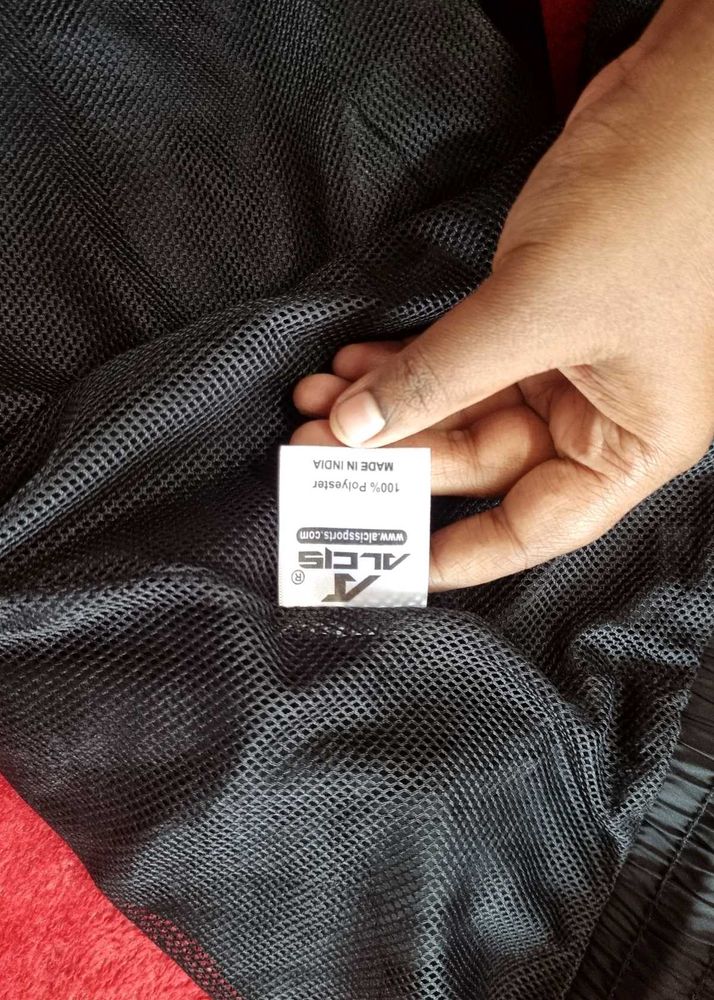 ALCIS ®
www.alcissports.com
100% Polyester
MADE IN INDIA